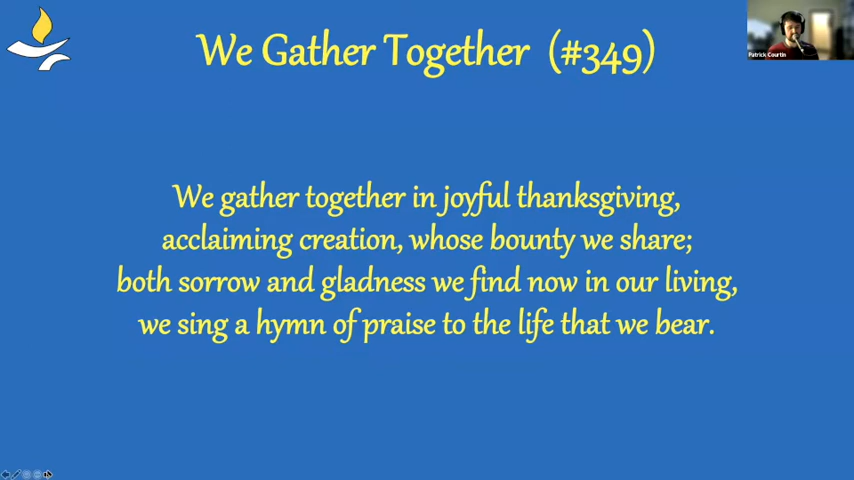 We Gather Together (#349)
Patrick Courtin
We gather together in joyful thanksgiving,
acclaiming creation, whose bounty we share;
both sorrow and gladness we find now in our living,
we sing a hymn of praise to the life that we bear.